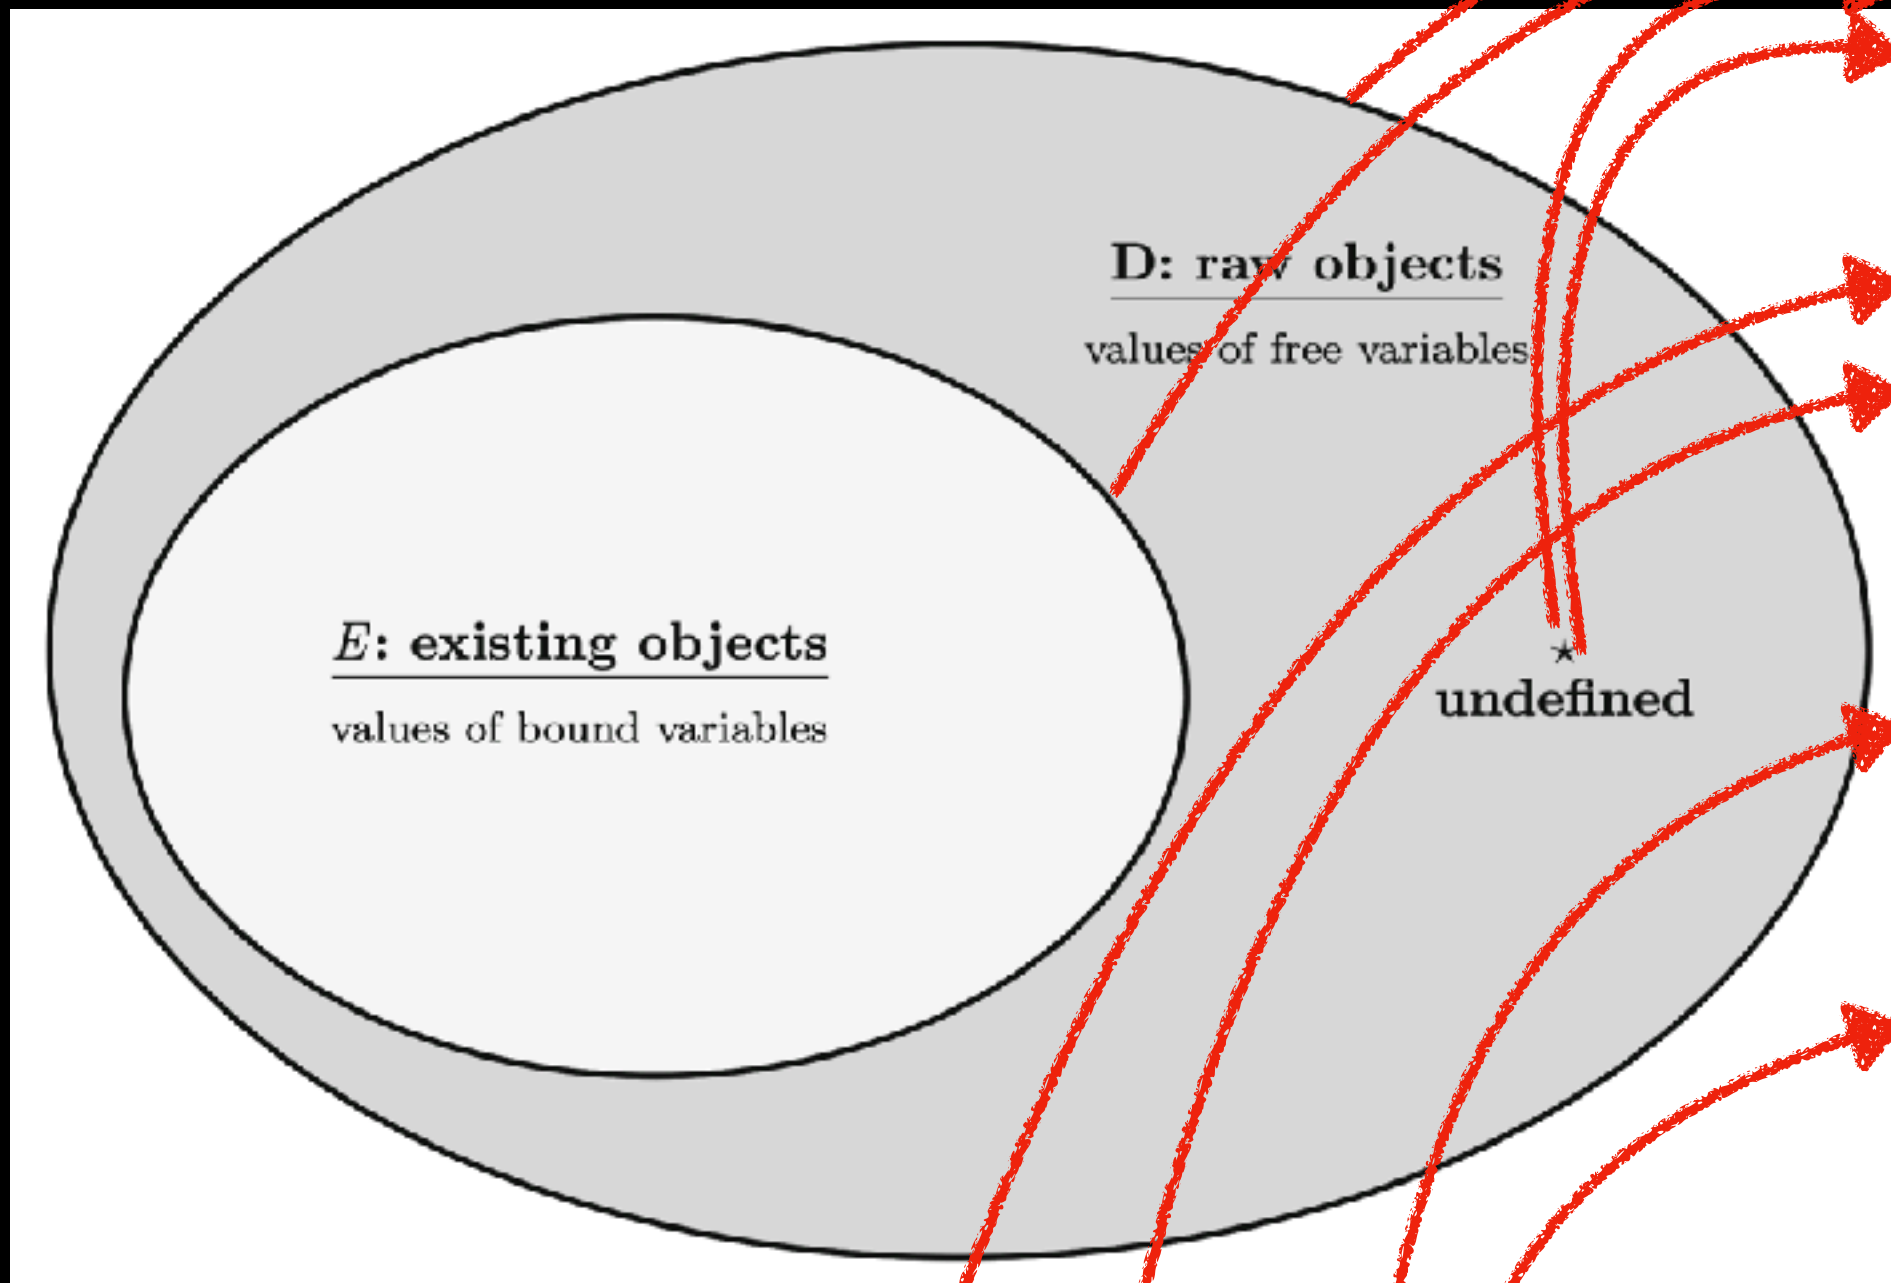 D: raw objects
values of free variables
E: existing objects
values of bound variables
⋆
undefined